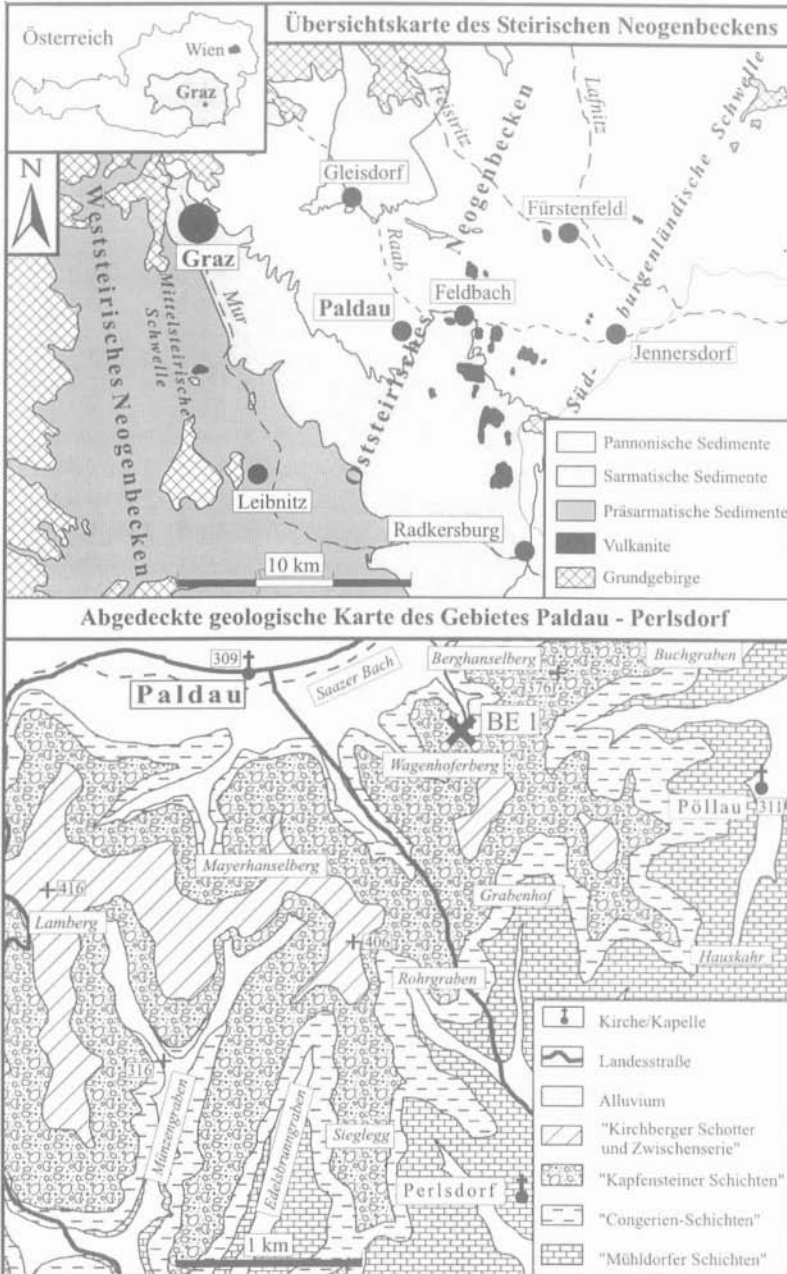 Übersichtskarte des Steirischen Neogenbeckens
Österreich
Wien
Graz
N
Weststeirisches Neogenbecken
Mittelsteirische
Schwelle
Graz
Mur
Gleisdorf
Raab
Feistritz
Lafnitz
Fürstenfeld
Oststeirisches Neogenbecken
Paldau
Feldbach
Jennersdorf
Süd-burgenländische Schwelle
Leibnitz
Radkersburg
10 km
Pannonische Sedimente
Sarmatische Sedimente
Präsarmatische Sedimente
Vulkanite
Grundgebirge
Abgedeckte geologische Karte des Gebietes Paldau - Perlsdorf
309
Paldau
Saazer Bach
Berghanselberg
376
Buchgraben
BE 1
Wagenhoferberg
Pöllau
311
Mayerhanselberg
416
Lamberg
406
Grabenhof
Hauskahr
Rohrgraben
316
Münzengraben
Edelsbrunngraben
Sieglegg
Perlsdorf
1 km
Kirche/Kapelle
Landesstraße
Alluvium
"Kirchberger Schotter
und Zwischenserie"
"Kapfensteiner Schichten"
"Congerien-Schichten"
"Mühldorfer Schichten"